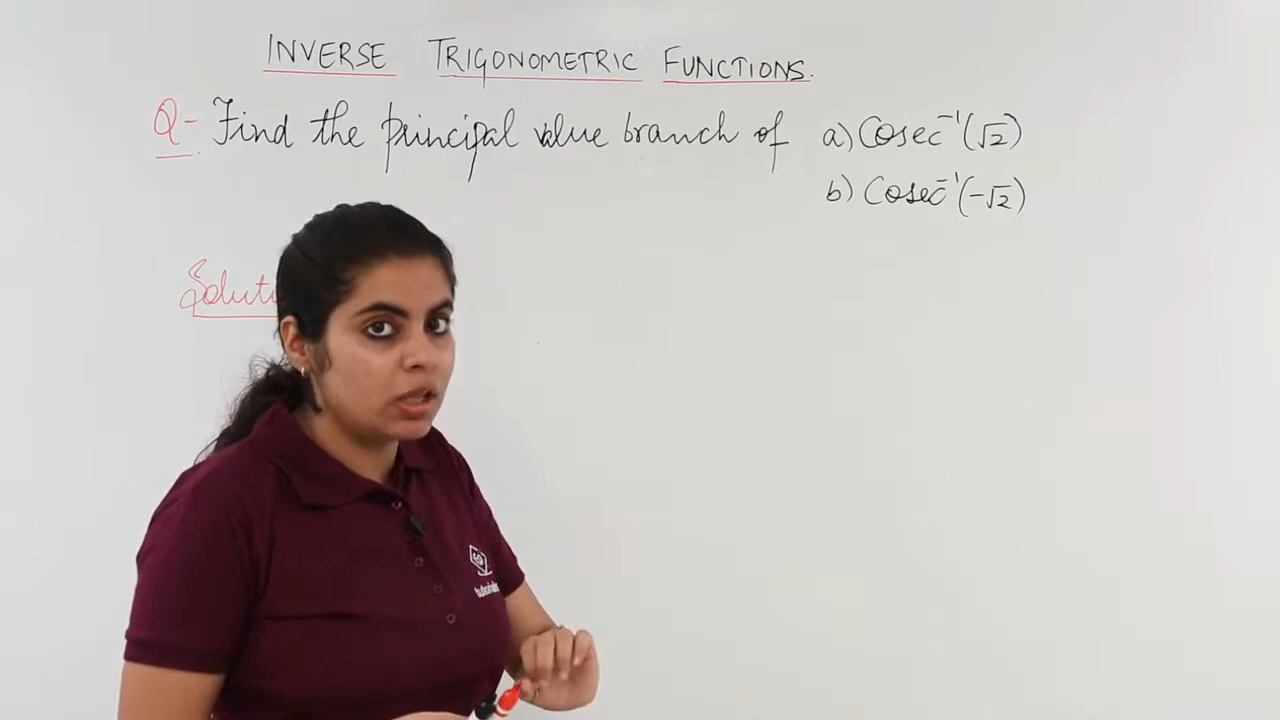 INVERSE TRIGONOMETRIC FUNCTIONS.
Q- Find the principal value branch of a) Cosec⁻¹(√2)
b) Cosec⁻¹(-√2)